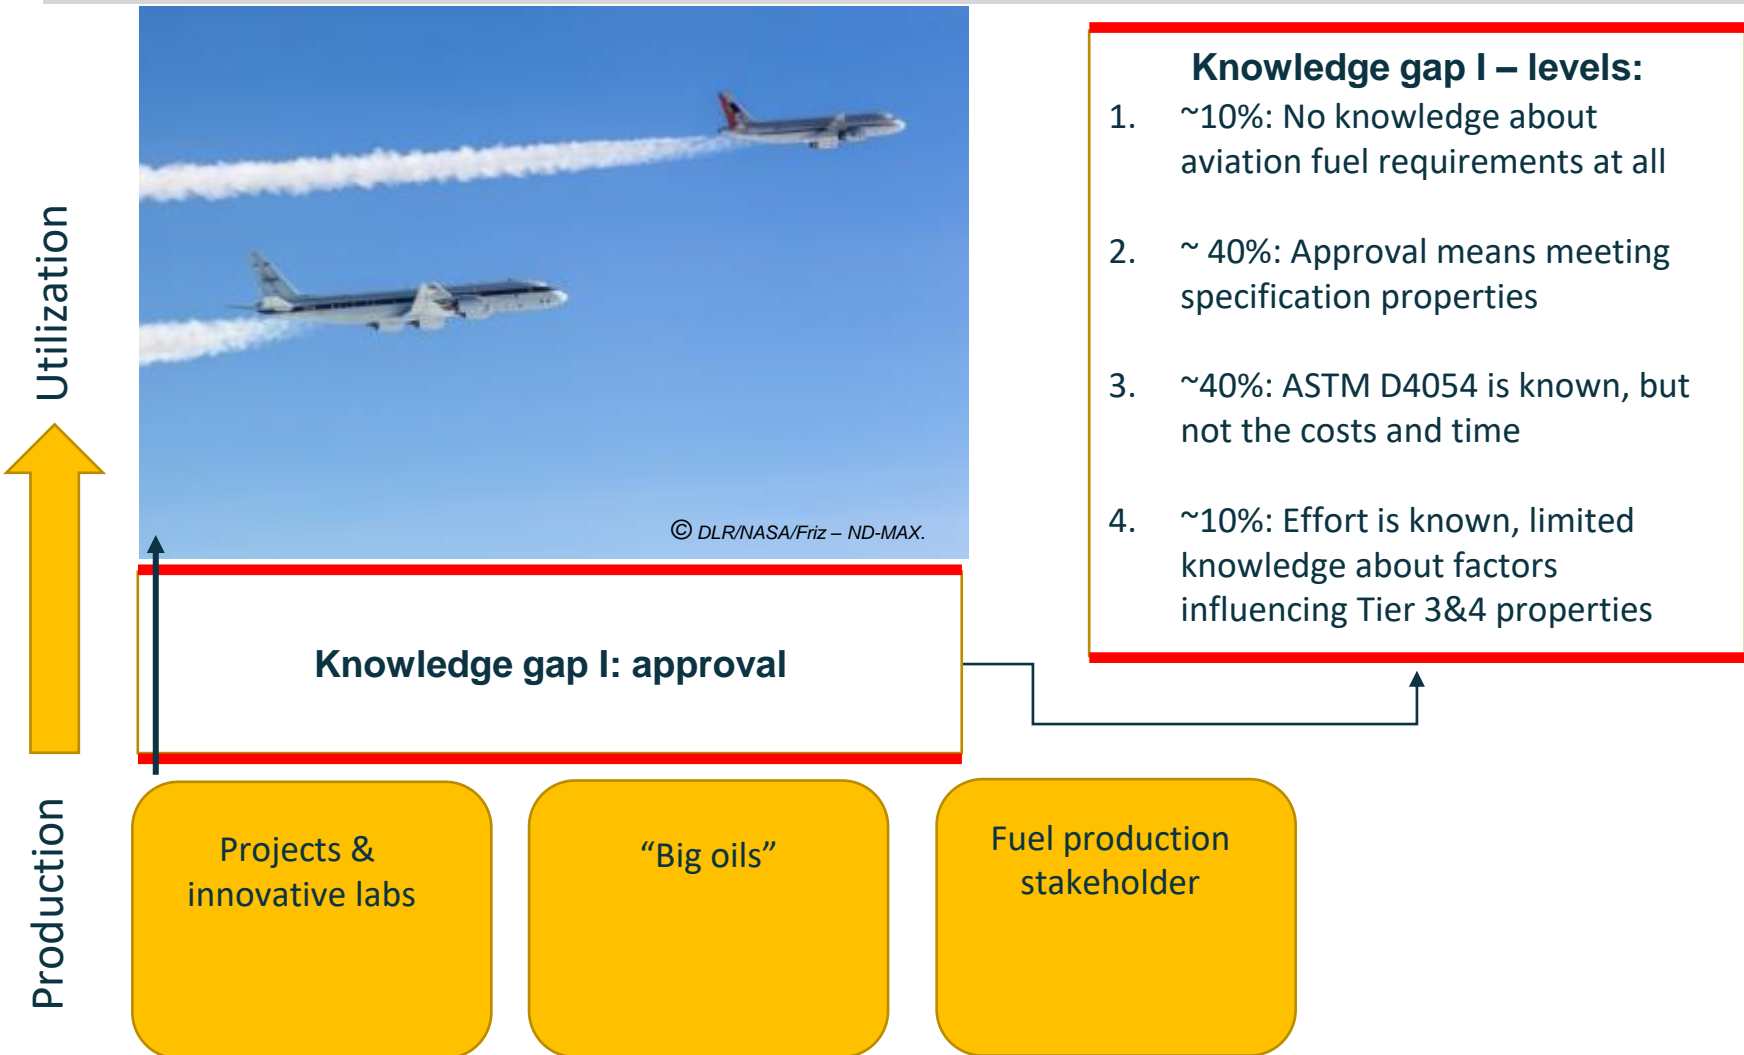 Utilization
Production
© DLR/NASA/Friz – ND-MAX.
Knowledge gap I: approval
Projects &
innovative labs
“Big oils”
Fuel production
stakeholder
Knowledge gap I – levels:
1. ~10%: No knowledge about
aviation fuel requirements at all
2. ~ 40%: Approval means meeting
specification properties
3. ~40%: ASTM D4054 is known, but
not the costs and time
4. ~10%: Effort is known, limited
knowledge about factors
influencing Tier 3&4 properties